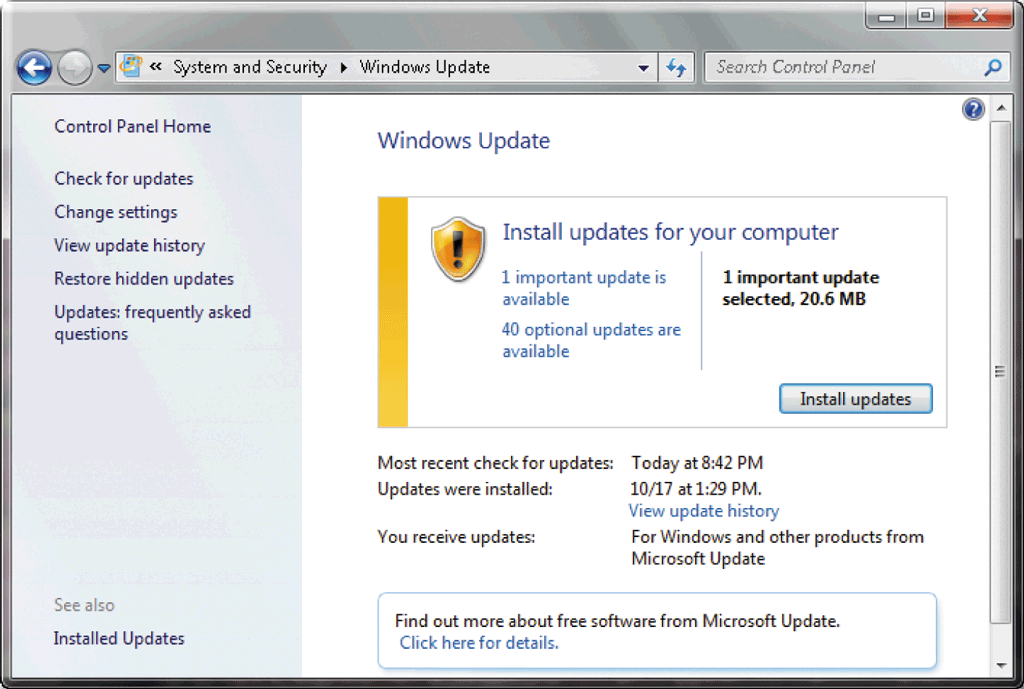 « System and Security ▸ Windows Update
Search Control Panel
Control Panel Home
Check for updates
Change settings
View update history
Restore hidden updates
Updates: frequently asked
questions
See also
Installed Updates
Windows Update
Install updates for your computer
1 important update is
available
40 optional updates are
available
1 important update
selected, 20.6 MB
Install updates
Most recent check for updates: Today at 8:42 PM
Updates were installed: 10/17 at 1:29 PM.
View update history
You receive updates: For Windows and other products from
Microsoft Update
Find out more about free software from Microsoft Update.
Click here for details.